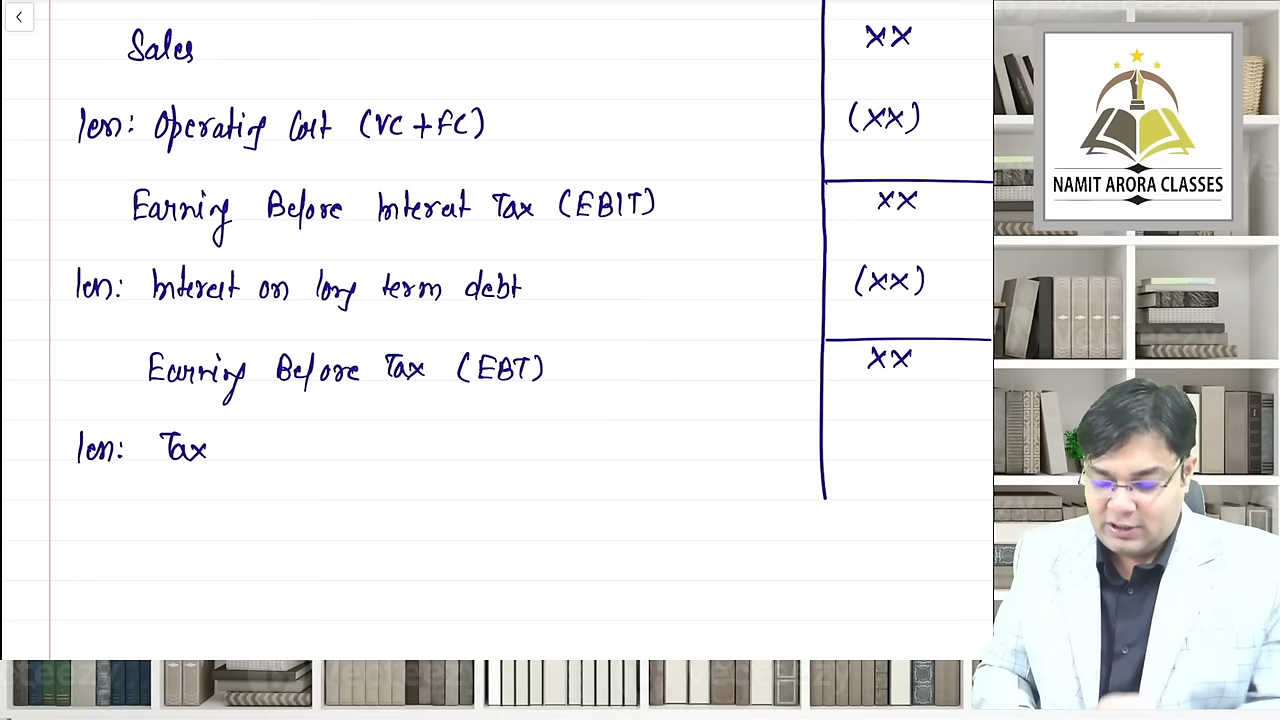 Sales XX
less: Operating Cost (VC + FC) (XX)
Earning Before Interest Tax (EBIT) XX
less: Interest on long term debt (XX)
Earning Before Tax (EBT) XX
less: Tax
NAMIT ARORA CLASSES